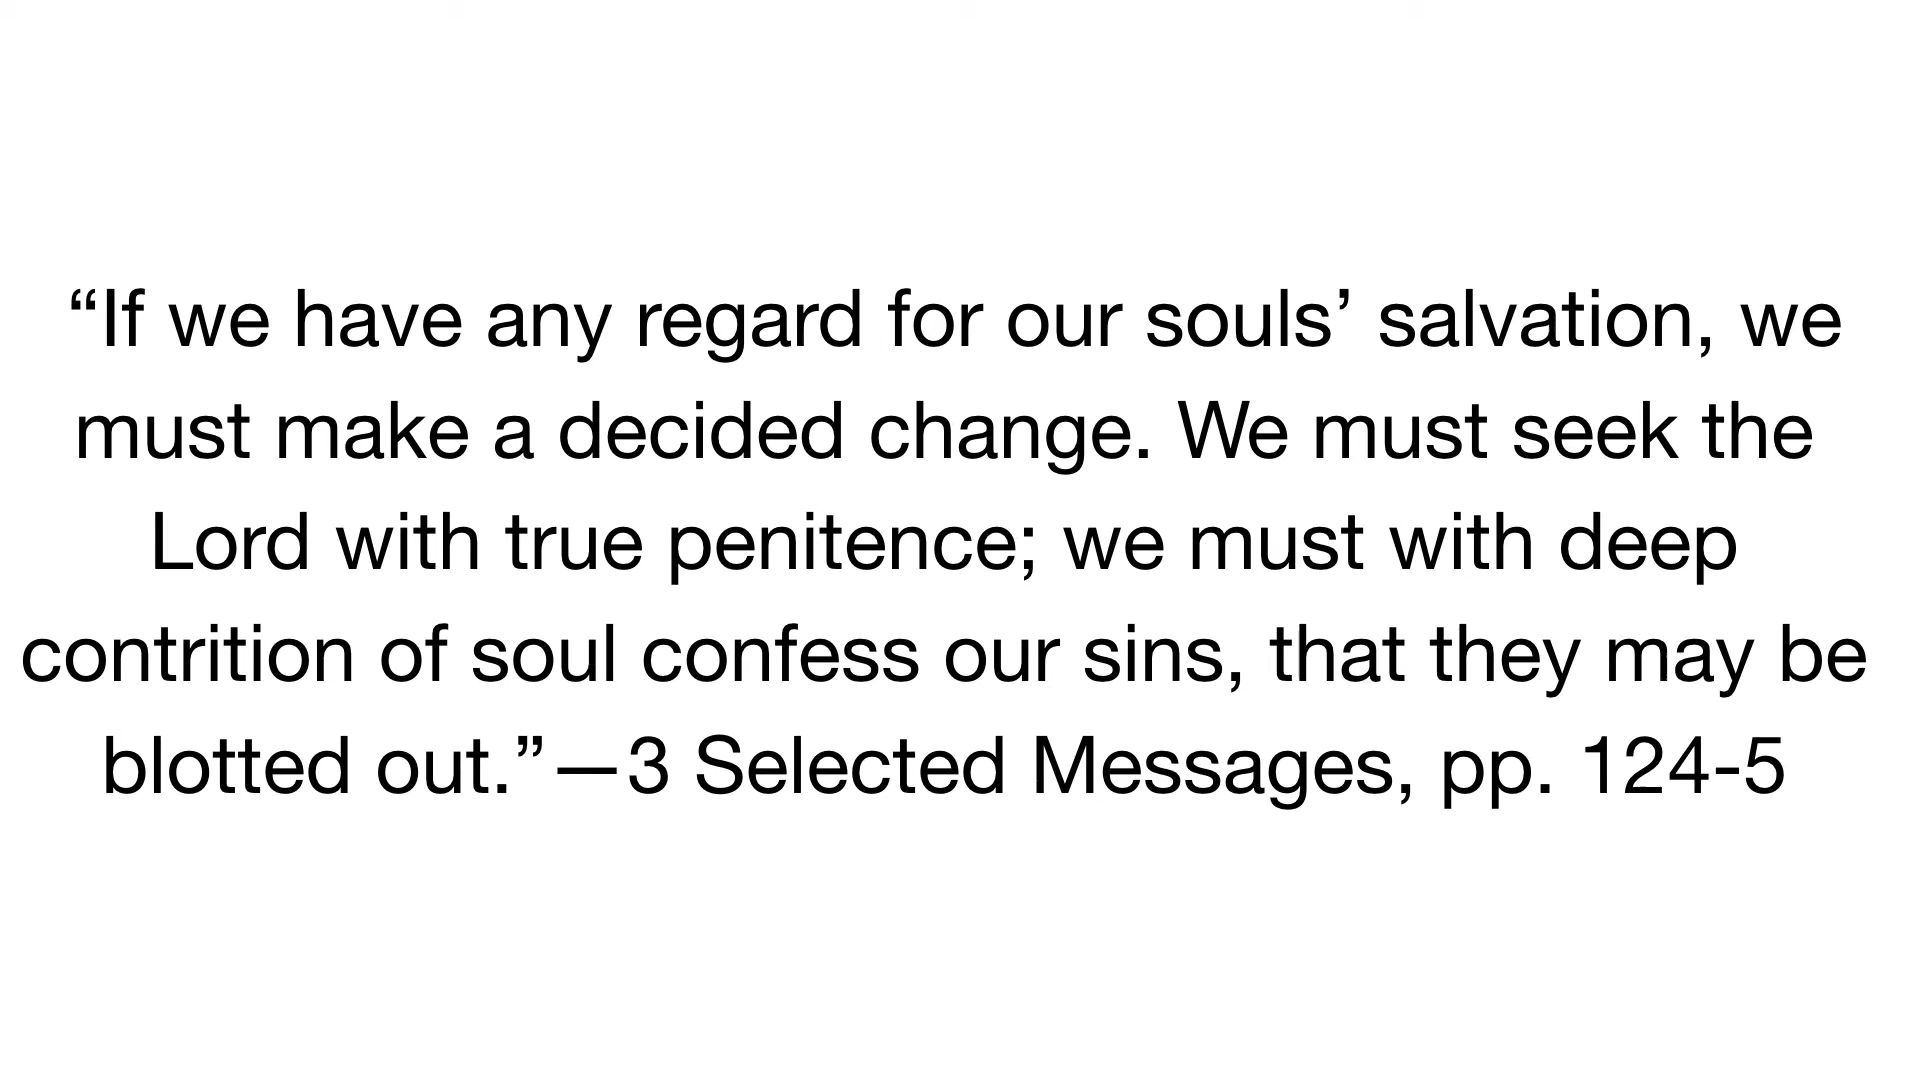 “If we have any regard for our souls’ salvation, we
must make a decided change. We must seek the
Lord with true penitence; we must with deep
contrition of soul confess our sins, that they may be
blotted out.”—3 Selected Messages, pp. 124-5